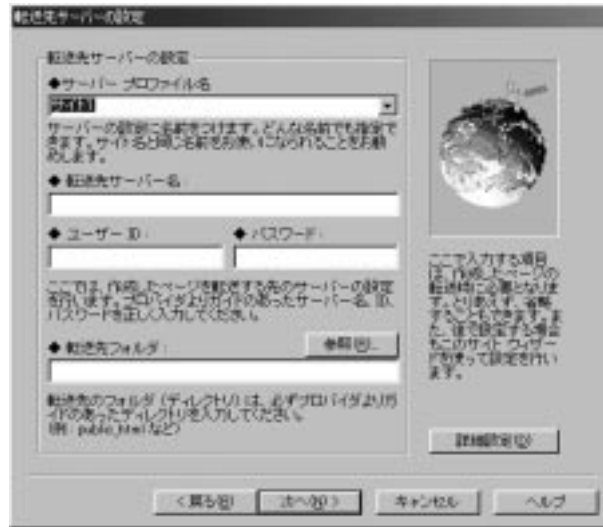 転送先サーバーの設定
転送先サーバーの設定
◆サーバー プロファイル名
サイト1
サーバーの設定に名前をつけます。どんな名前でも指定で
きます。サイト名と同じ名前をお使いになられることをお勧
めします。
◆ 転送先サーバー名：
◆ ユーザー ID：
◆ パスワード：
ここでは、作成したページを転送する先のサーバーの設定
を行います。プロバイダよりガイドのあったサーバー名、ID、
パスワードを正しく入力してください。
◆ 転送先フォルダ：
参照(B)...
転送先のフォルダ (ディレクトリ) は、必ずプロバイダよりガ
イドのあったディレクトリを入力してください。
(例：public_html など)
ここで入力する項目
は、作成したページの
転送時に必要となりま
す。とりあえず、省略
することもできます。ま
た、後で設定する場合
もこのサイト ウィザー
ドを使って設定を行い
ます。
詳細設定(D)
< 戻る(B)
次へ(N) >
キャンセル
ヘルプ